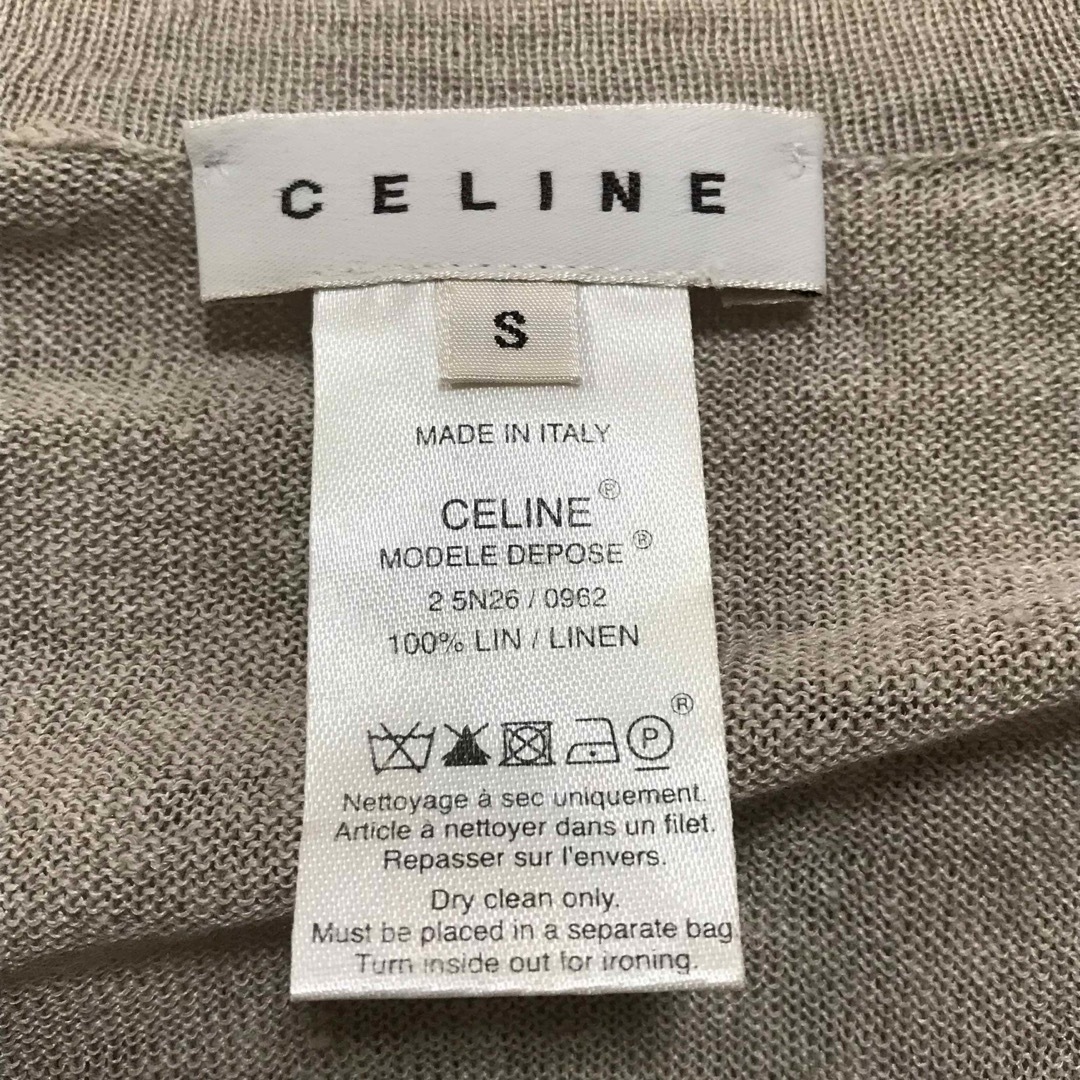 CELINE
S
MADE IN ITALY
CELINE®
MODELE DEPOSE®
2 5N26 / 0962
100% LIN / LINEN
P®
Nettoyage à sec uniquement.
Article à nettoyer dans un filet.
Repasser sur l'envers.
Dry clean only.
Must be placed in a separate bag
Turn inside out for ironing.